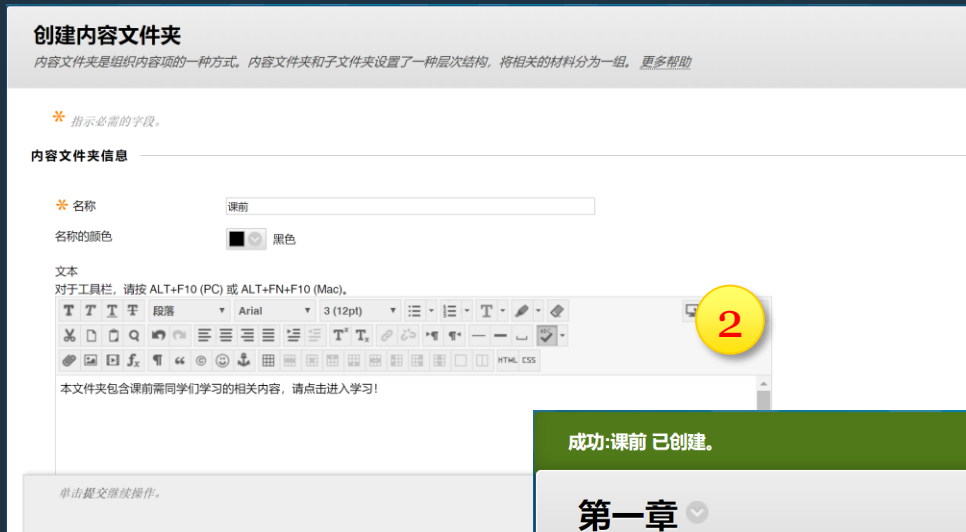 创建内容文件夹
内容文件夹是组织内容项的一种方式。内容文件夹和子文件夹设置了一种层次结构，将相关的材料分为一组。 更多帮助
指示必需的字段。
内容文件夹信息
名称 课前
名称的颜色 黑色
文本
对于工具栏，请按 ALT+F10 (PC) 或 ALT+FN+F10 (Mac)。
T T T T 段落 Arial 3 (12pt) T
2
Tx Tx ABC
fx HTML CSS
本文件夹包含课前需同学们学习的相关内容，请点击进入学习！
成功:课前 已创建。
单击提交继续操作。
第一章